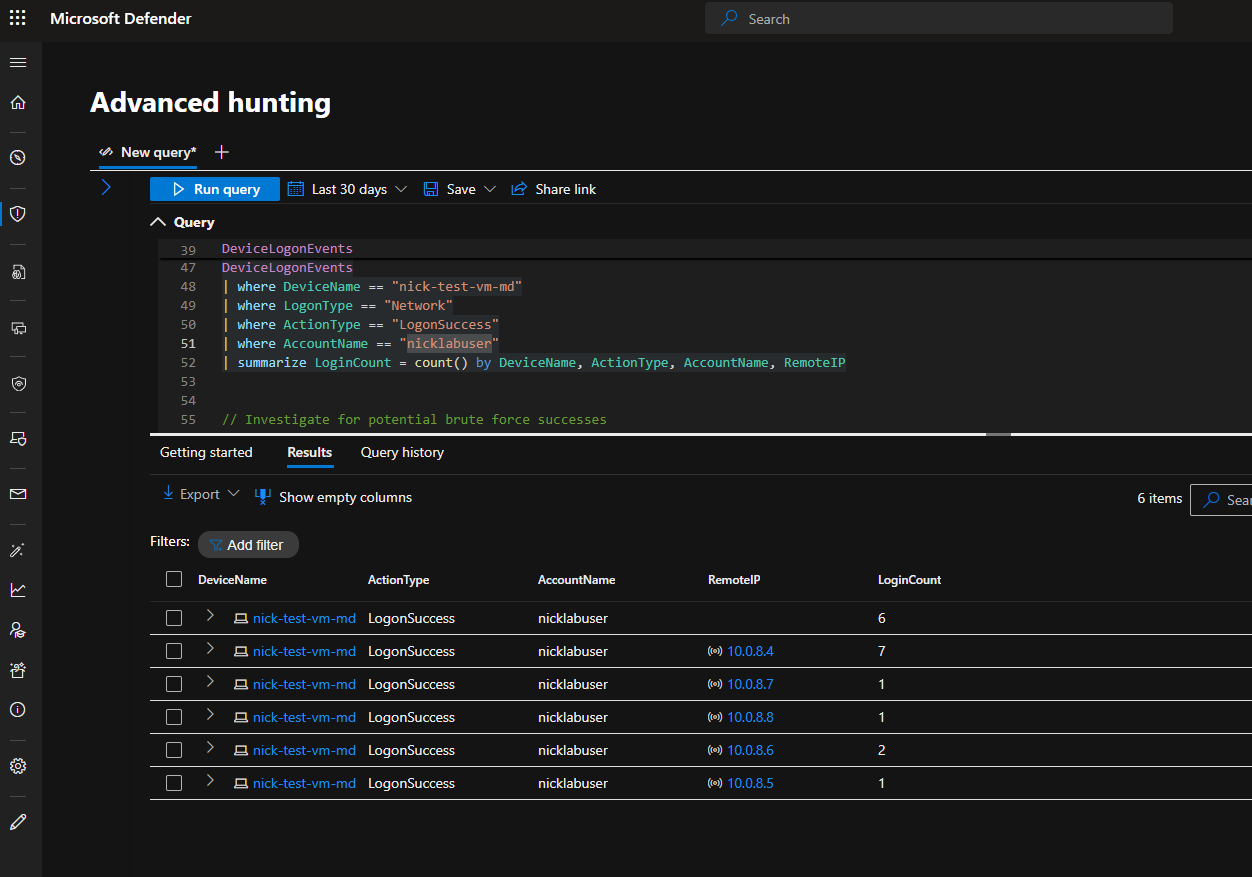 Microsoft Defender
Search
Advanced hunting
New query*
Run query Last 30 days Save Share link
Query
39 DeviceLogonEvents
47 DeviceLogonEvents
48 | where DeviceName == "nick-test-vm-md"
49 | where LogonType == "Network"
50 | where ActionType == "LogonSuccess"
51 | where AccountName == "nicklabuser"
52 | summarize LoginCount = count() by DeviceName, ActionType, AccountName, RemoteIP
53
54
55 // Investigate for potential brute force successes
Getting started Results Query history
Export Show empty columns 6 items Sear
Filters: Add filter
DeviceName ActionType AccountName RemoteIP LoginCount
nick-test-vm-md LogonSuccess nicklabuser 6
nick-test-vm-md LogonSuccess nicklabuser 10.0.8.4 7
nick-test-vm-md LogonSuccess nicklabuser 10.0.8.7 1
nick-test-vm-md LogonSuccess nicklabuser 10.0.8.8 1
nick-test-vm-md LogonSuccess nicklabuser 10.0.8.6 2
nick-test-vm-md LogonSuccess nicklabuser 10.0.8.5 1